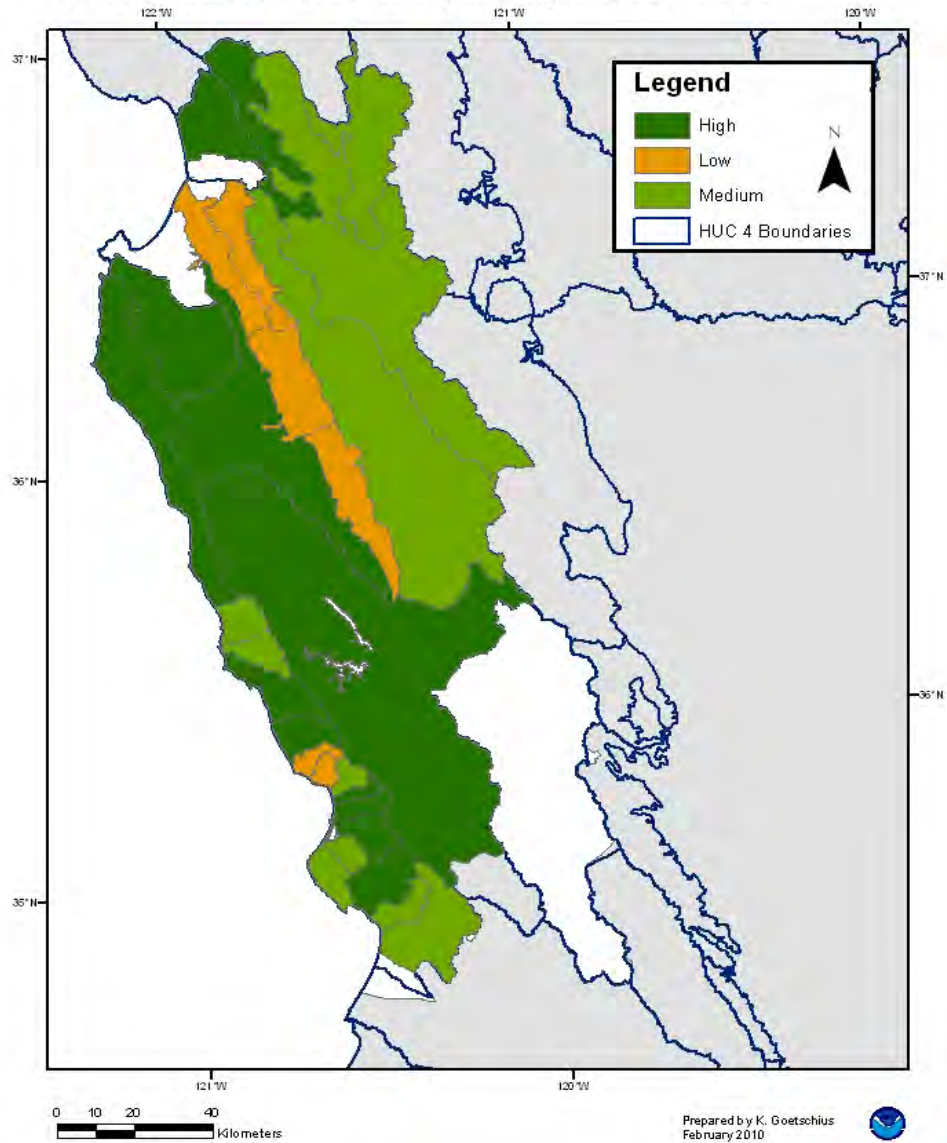 122°W
121°W
120°W
37°N
Legend
High
N
Low
Medium
HUC 4 Boundaries
37°N
36°N
36°N
35°N
121°W
120°W
0 10 20 40
Kilometers
Prepared by K. Goetschius
February 2010